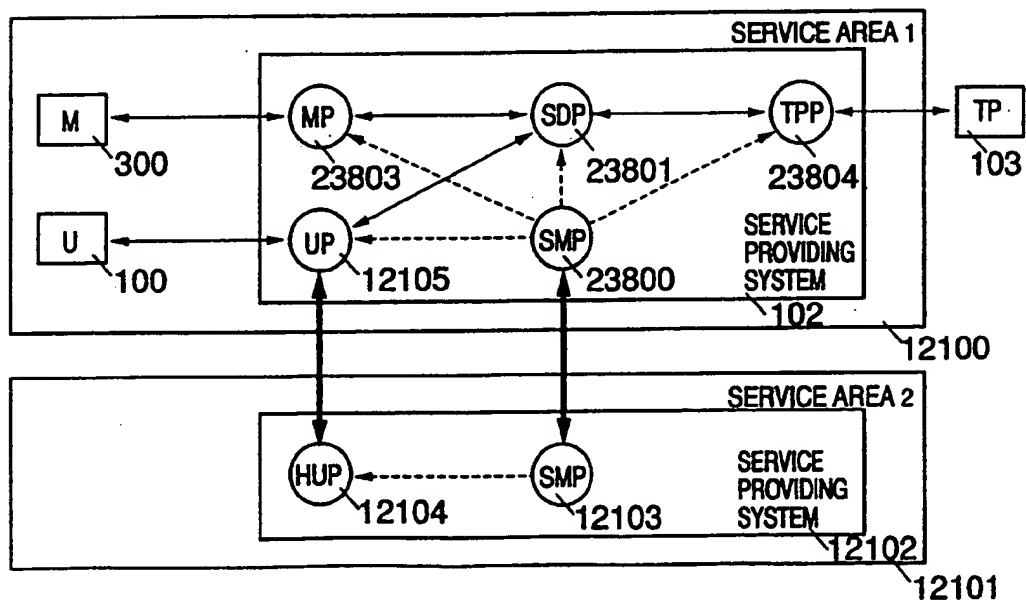 SERVICE AREA 1
M
MP
SDP
TPP
TP
300
23803
23801
23804
103
U
UP
SMP
SERVICE
PROVIDING
SYSTEM
100
12105
23800
102
12100
SERVICE AREA 2
HUP
SMP
SERVICE
PROVIDING
SYSTEM
12104
12103
12102
12101